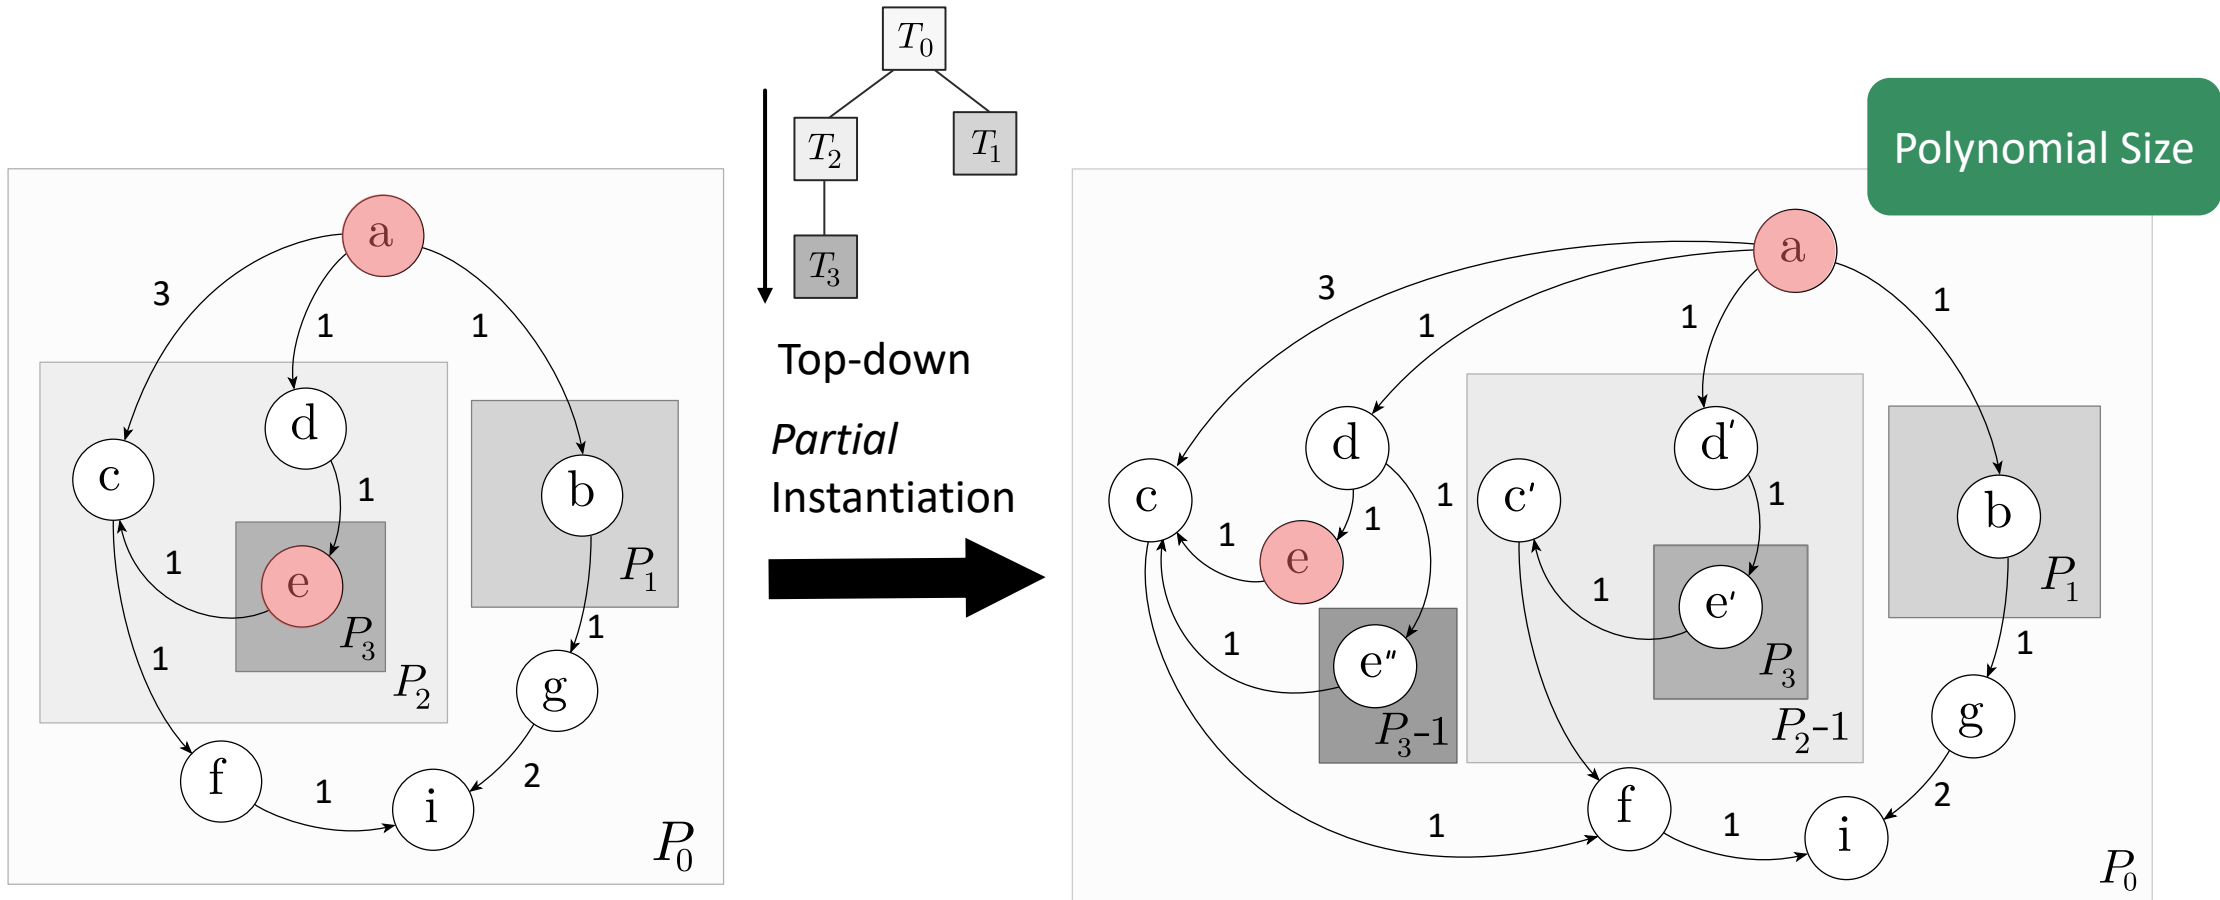 T0
T2
T1
T3
Top-down
Partial
Instantiation
Polynomial Size
a
3
1
1
d
c
b
1
1
e
P1
P3
P2
1
1
g
f
1
2
i
P0
a
3
1
1
1
d
d′
c
c′
b
1
1
1
1
e
e′
1
P1
1
e″
P3
1
P3-1
P2-1
g
2
f
1
1
i
P0